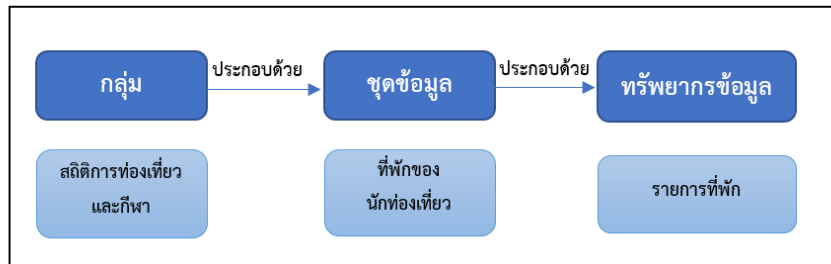 กลุ่ม
ประกอบด้วย
ชุดข้อมูล
ประกอบด้วย
ทรัพยากรข้อมูล
สถิติการท่องเที่ยว
และกีฬา
ที่พักของ
นักท่องเที่ยว
รายการที่พัก